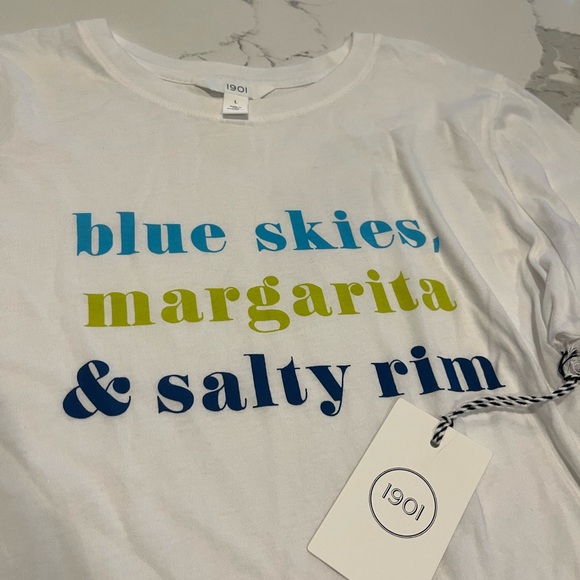 1901
L
blue skies,
margarita
& salty rim
1901